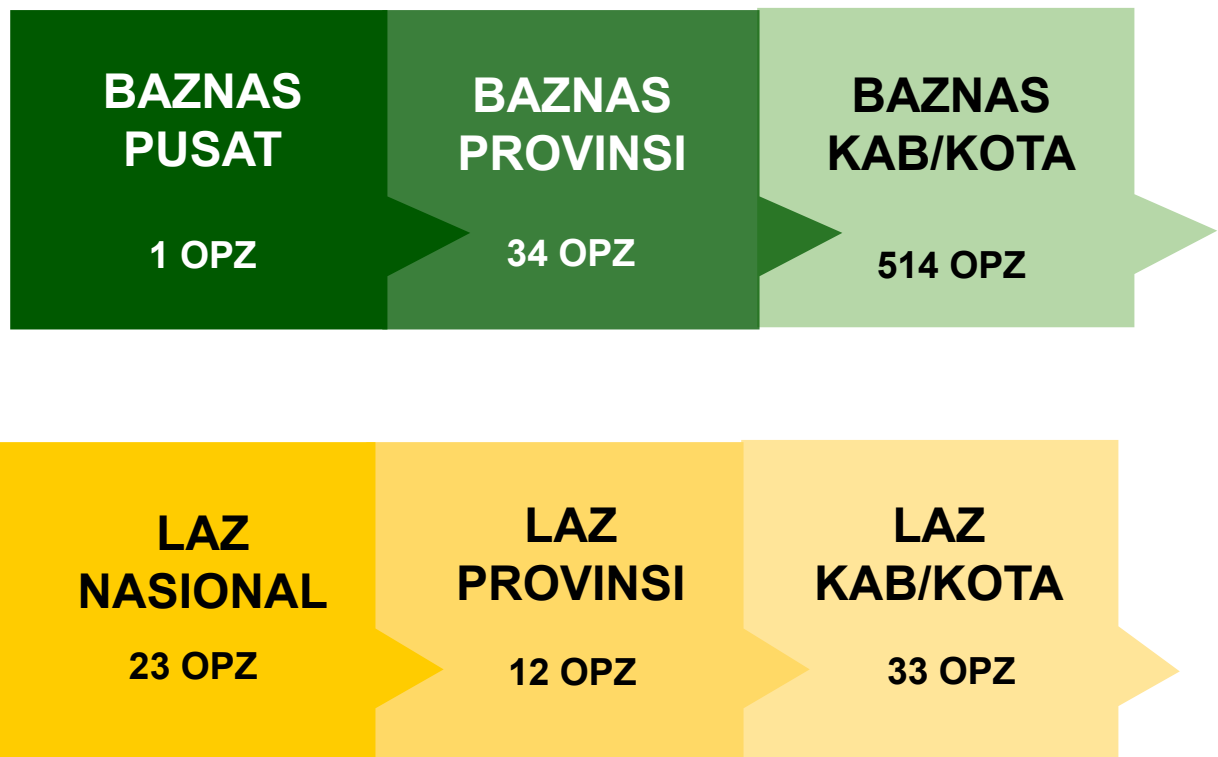 BAZNAS
PUSAT
1 OPZ
BAZNAS
PROVINSI
34 OPZ
BAZNAS
KAB/KOTA
514 OPZ
LAZ
NASIONAL
23 OPZ
LAZ
PROVINSI
12 OPZ
LAZ
KAB/KOTA
33 OPZ